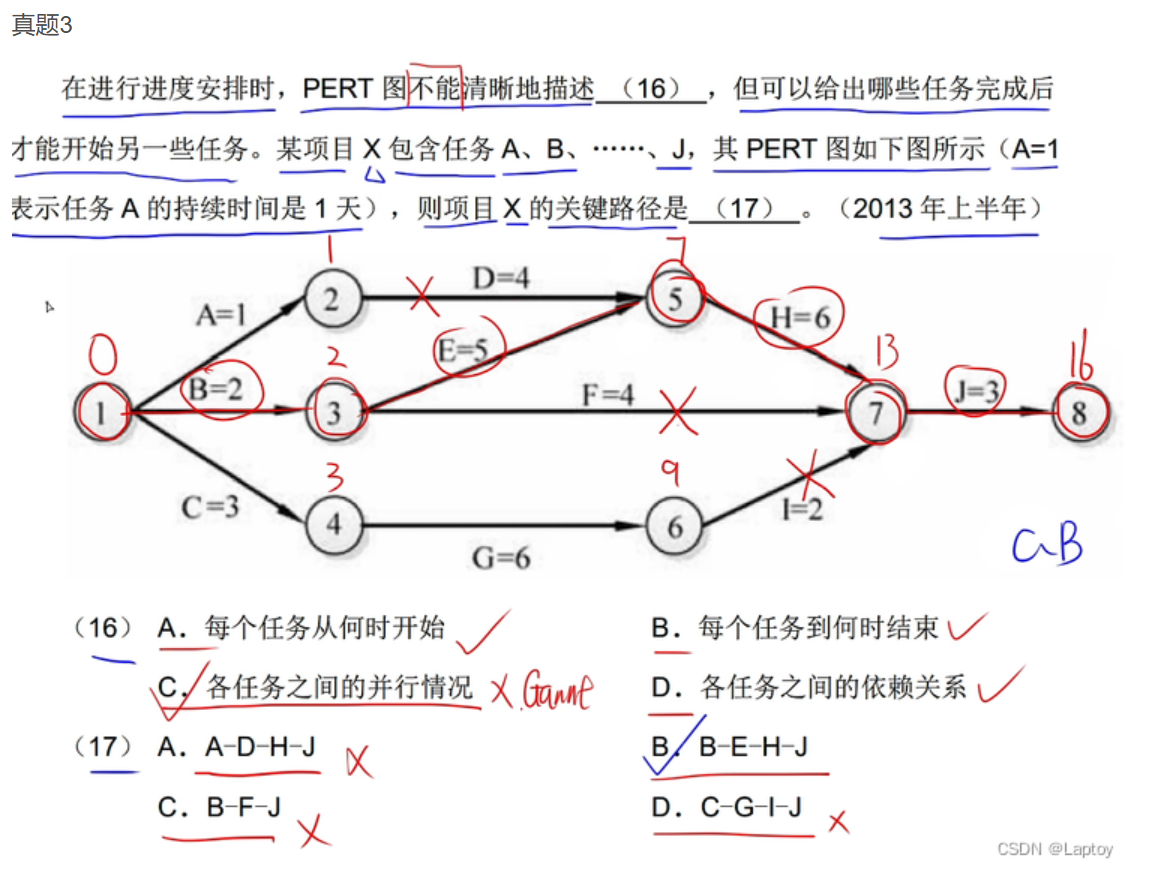 真题3
在进行进度安排时，PERT 图不能清晰地描述 （16） ，但可以给出哪些任务完成后
才能开始另一些任务。某项目 X 包含任务 A、B、……、J，其 PERT 图如下图所示（A=1
表示任务 A 的持续时间是 1 天），则项目 X 的关键路径是 （17） 。（2013 年上半年）
1 7
D=4
2 5
A=1 H=6
0 2 E=5 13 16
B=2 F=4 J=3
1 3 7 8
3 9
C=3 I=2
4 6
G=6
C B
（16） A． 每个任务从何时开始 B． 每个任务到何时结束
C． 各任务之间的并行情况 D． 各任务之间的依赖关系
（17） A． A-D-H-J B． B-E-H-J
C． B-F-J D． C-G-I-J
CSDN @Laptoy